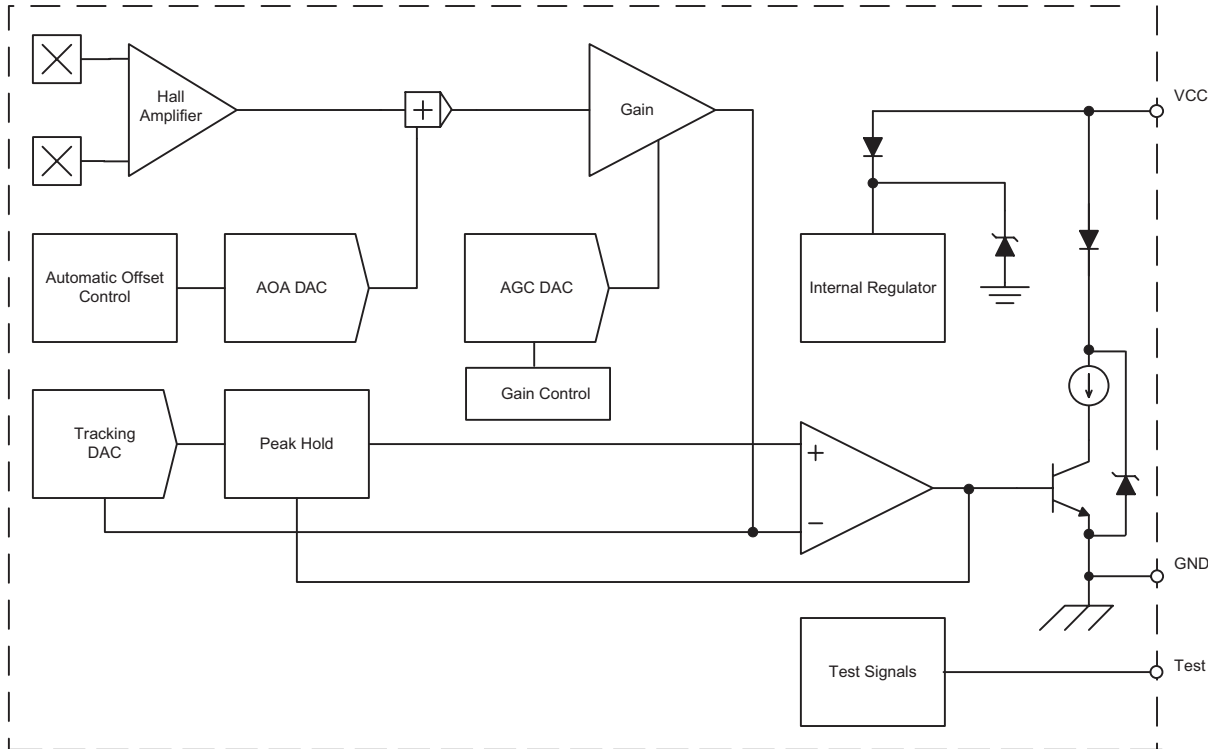 Hall
Amplifier
+
Gain
VCC
Automatic Offset
Control
AOA DAC
AGC DAC
Internal Regulator
Gain Control
Tracking
DAC
Peak Hold
+
−
GND
Test Signals
Test